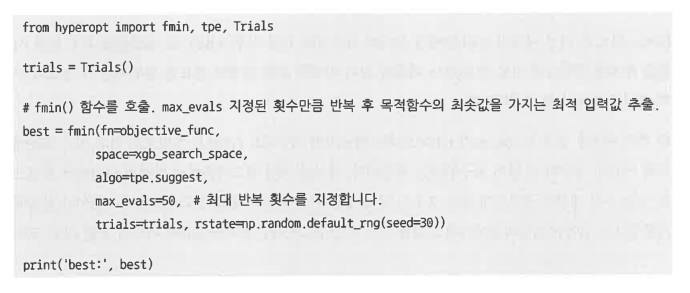 from hyperopt import fmin, tpe, Trials
trials = Trials()
# fmin() 함수를 호출. max_evals 지정된 횟수만큼 반복 후 목적함수의 최솟값을 가지는 최적 입력값 추출.
best = fmin(fn=objective_func,
space=xgb_search_space,
algo=tpe.suggest,
max_evals=50, # 최대 반복 횟수를 지정합니다.
trials=trials, rstate=np.random.default_rng(seed=30))
print('best:', best)